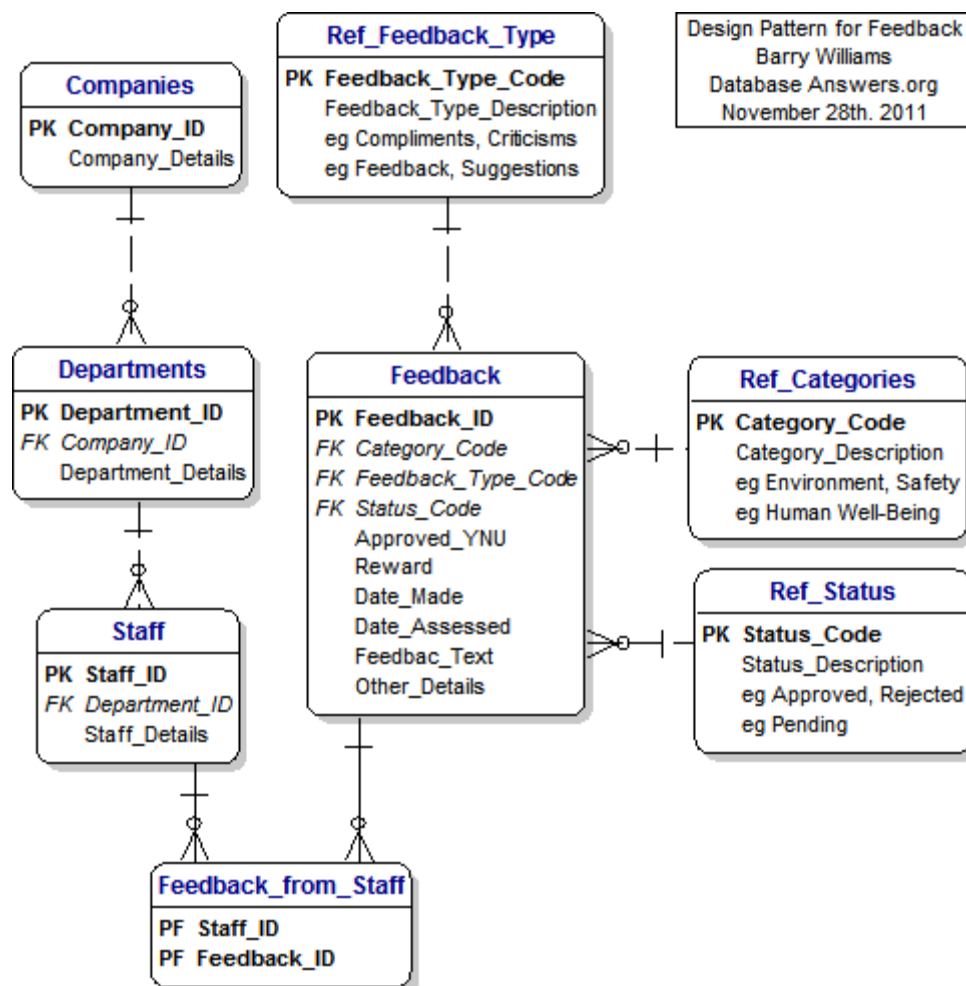 Design Pattern for Feedback
Barry Williams
Database Answers.org
November 28th. 2011
Companies
PK Company_ID
Company_Details
Ref_Feedback_Type
PK Feedback_Type_Code
Feedback_Type_Description
eg Compliments, Criticisms
eg Feedback, Suggestions
Departments
PK Department_ID
FK Company_ID
Department_Details
Feedback
PK Feedback_ID
FK Category_Code
FK Feedback_Type_Code
FK Status_Code
Approved_YNU
Reward
Date_Made
Date_Assessed
Feedbac_Text
Other_Details
Ref_Categories
PK Category_Code
Category_Description
eg Environment, Safety
eg Human Well-Being
Ref_Status
PK Status_Code
Status_Description
eg Approved, Rejected
eg Pending
Staff
PK Staff_ID
FK Department_ID
Staff_Details
Feedback_from_Staff
PF Staff_ID
PF Feedback_ID